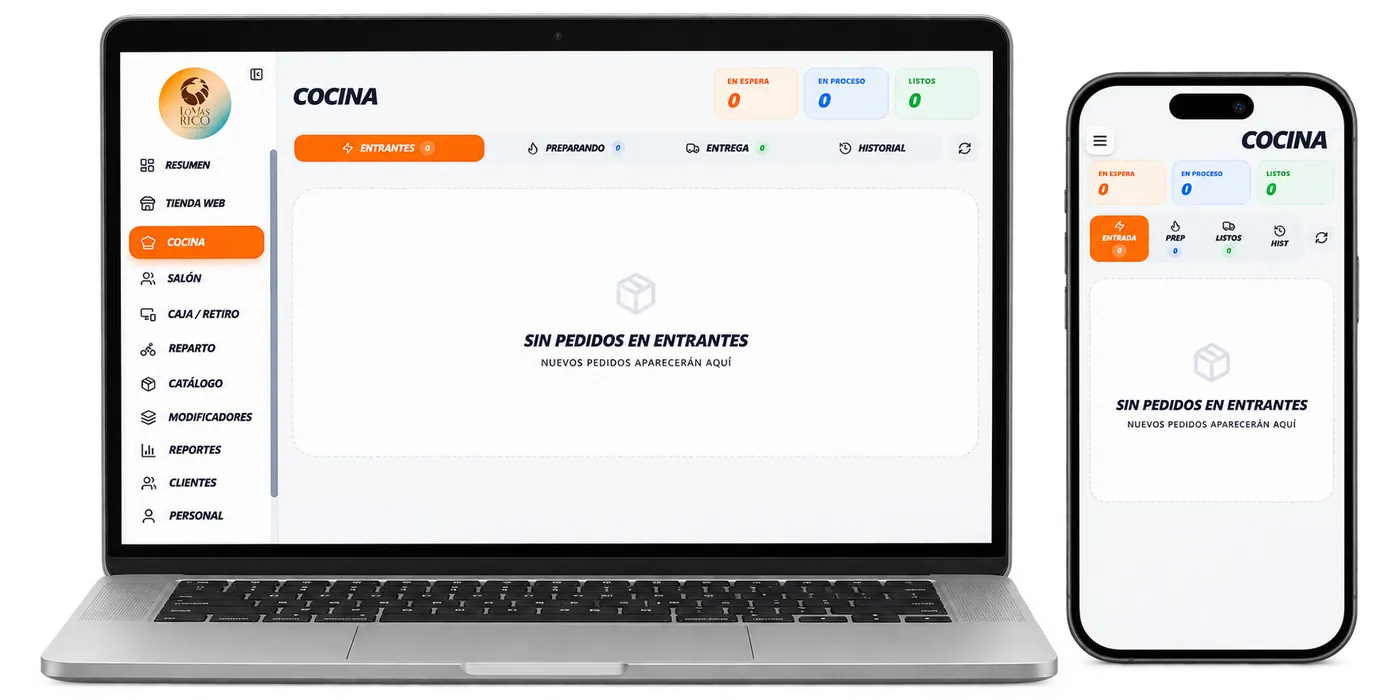 LOMAS
RICO
RESUMEN
TIENDA WEB
COCINA
SALÓN
CAJA / RETIRO
REPARTO
CATÁLOGO
MODIFICADORES
REPORTES
CLIENTES
PERSONAL
COCINA
EN ESPERA
0
EN PROCESO
0
LISTOS
0
ENTRANTES 0
PREPARANDO 0
ENTREGA 0
HISTORIAL
SIN PEDIDOS EN ENTRANTES
NUEVOS PEDIDOS APARECERÁN AQUÍ
COCINA
EN ESPERA
0
EN PROCESO
0
LISTOS
0
ENTRADA
0
PREP
0
LISTOS
0
HIST
SIN PEDIDOS EN ENTRANTES
NUEVOS PEDIDOS APARECERÁN AQUÍ